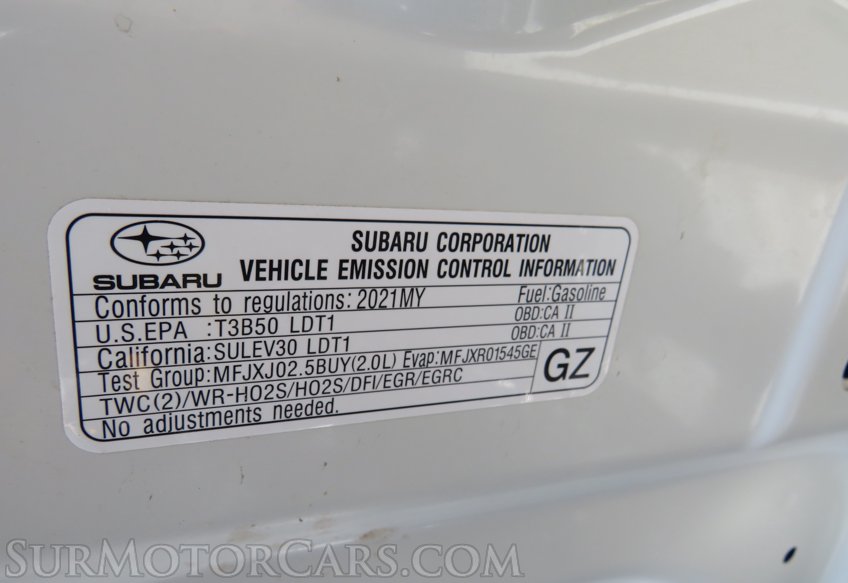 SUBARU
SUBARU CORPORATION
VEHICLE EMISSION CONTROL INFORMATION
Conforms to regulations: 2021MY Fuel:Gasoline
U.S.EPA :T3B50 LDT1 OBD:CA II
California:SULEV30 LDT1 OBD:CA II
Test Group:MFJXJ02.5BUY(2.0L) Evap:MFJXR01545GE
TWC(2)/WR-HO2S/HO2S/DFI/EGR/EGRC
No adjustments needed.
GZ
SURMOTORCARS.COM